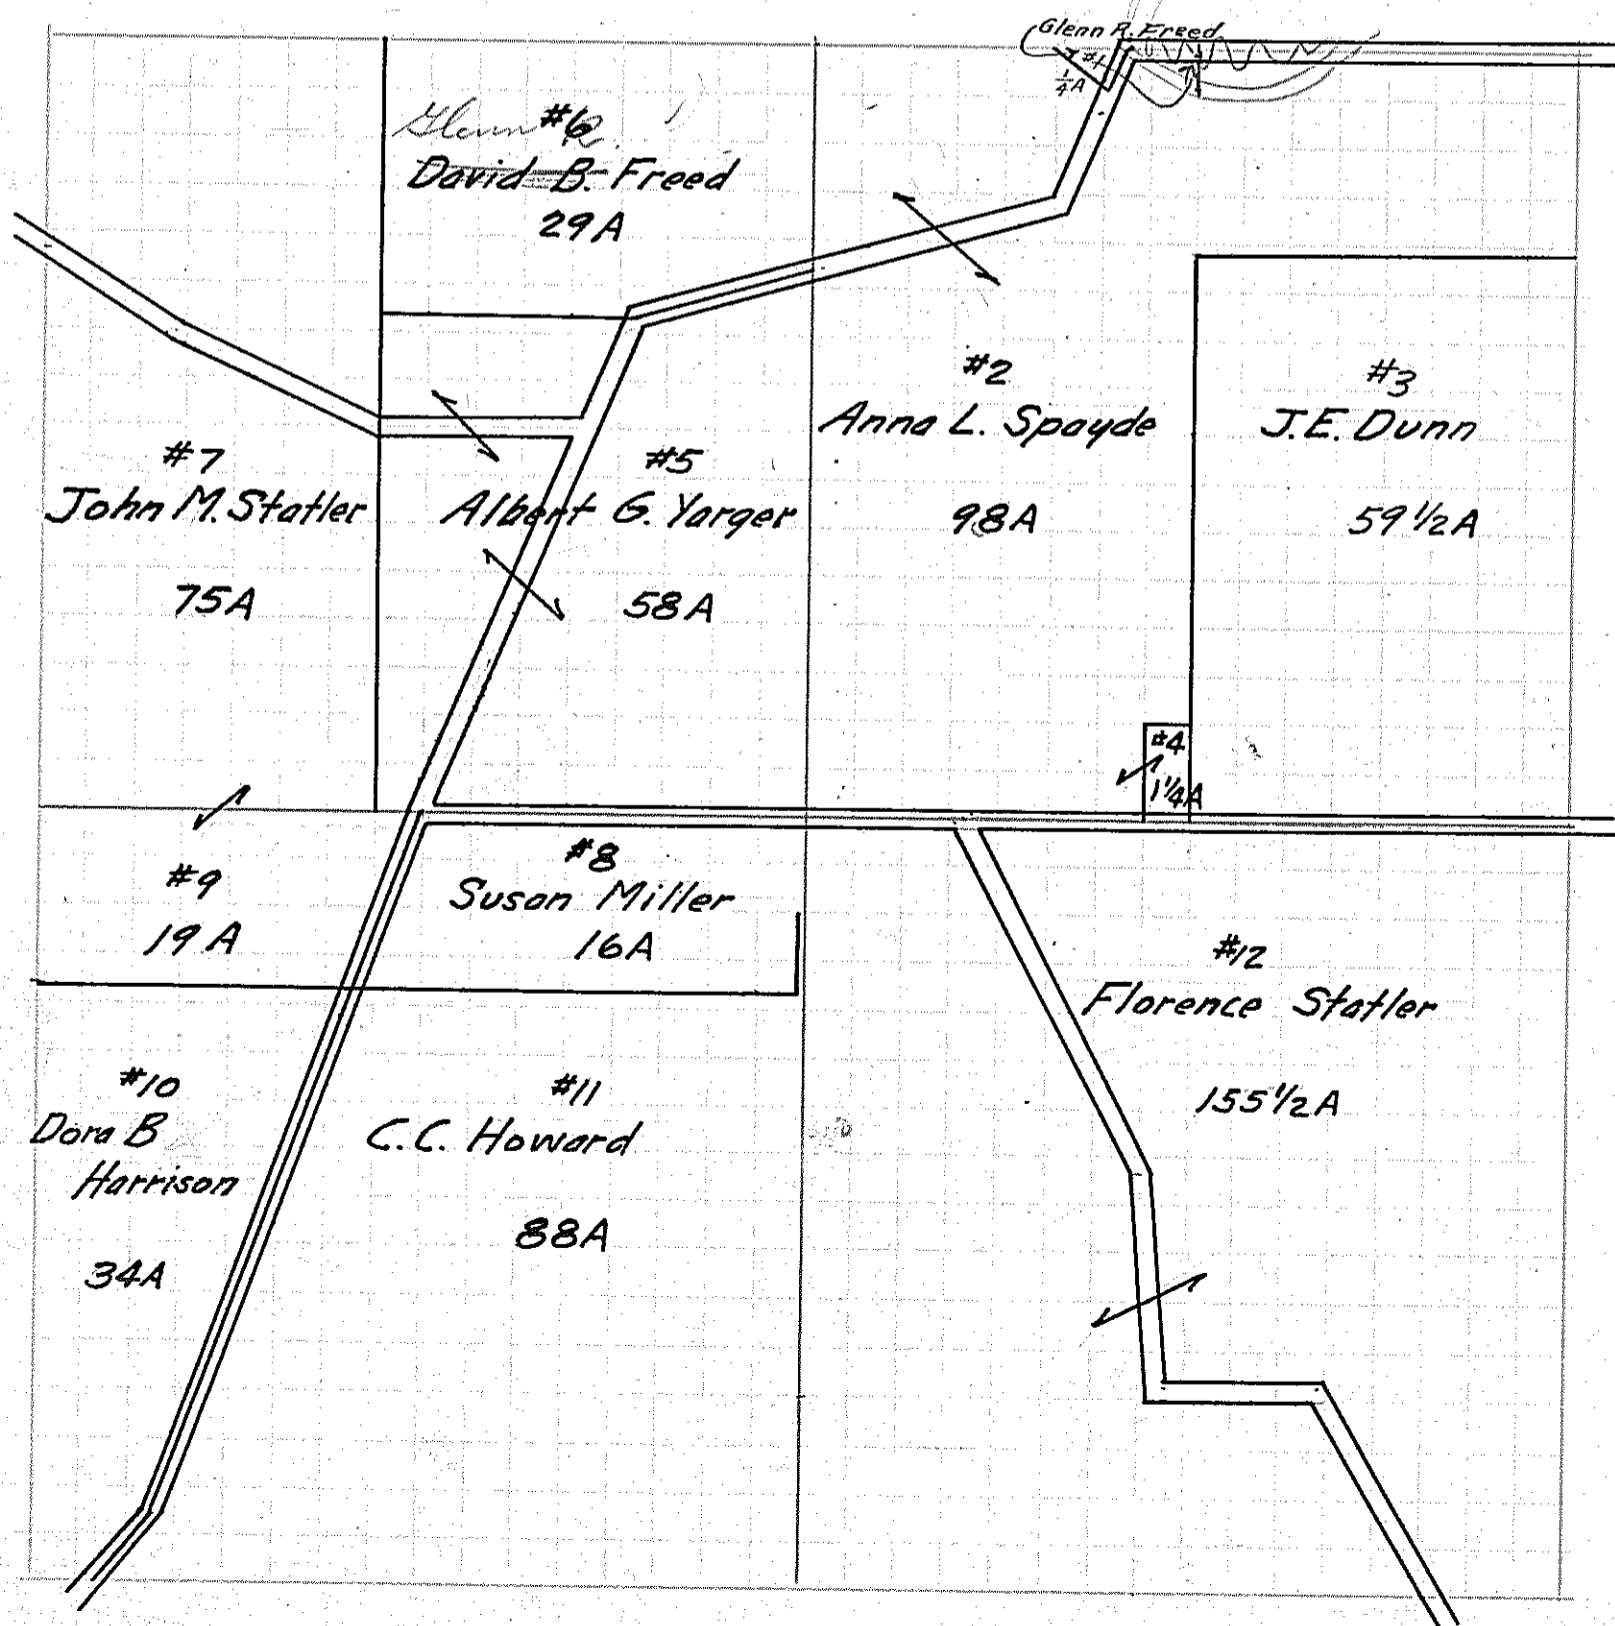 Glenn R. Freed
#1
1/4A
Glenn R.
#6
David B. Freed
29A
#2
Anna L. Spayde
98A
#3
J.E. Dunn
59 1/2A
#7
John M. Statler
75A
#5
Albert G. Yarger
58A
#4
1 1/4A
#9
19A
#8
Susan Miller
16A
#12
Florence Statler
155 1/2A
#10
Dora B
Harrison
34A
#11
C.C. Howard
88A